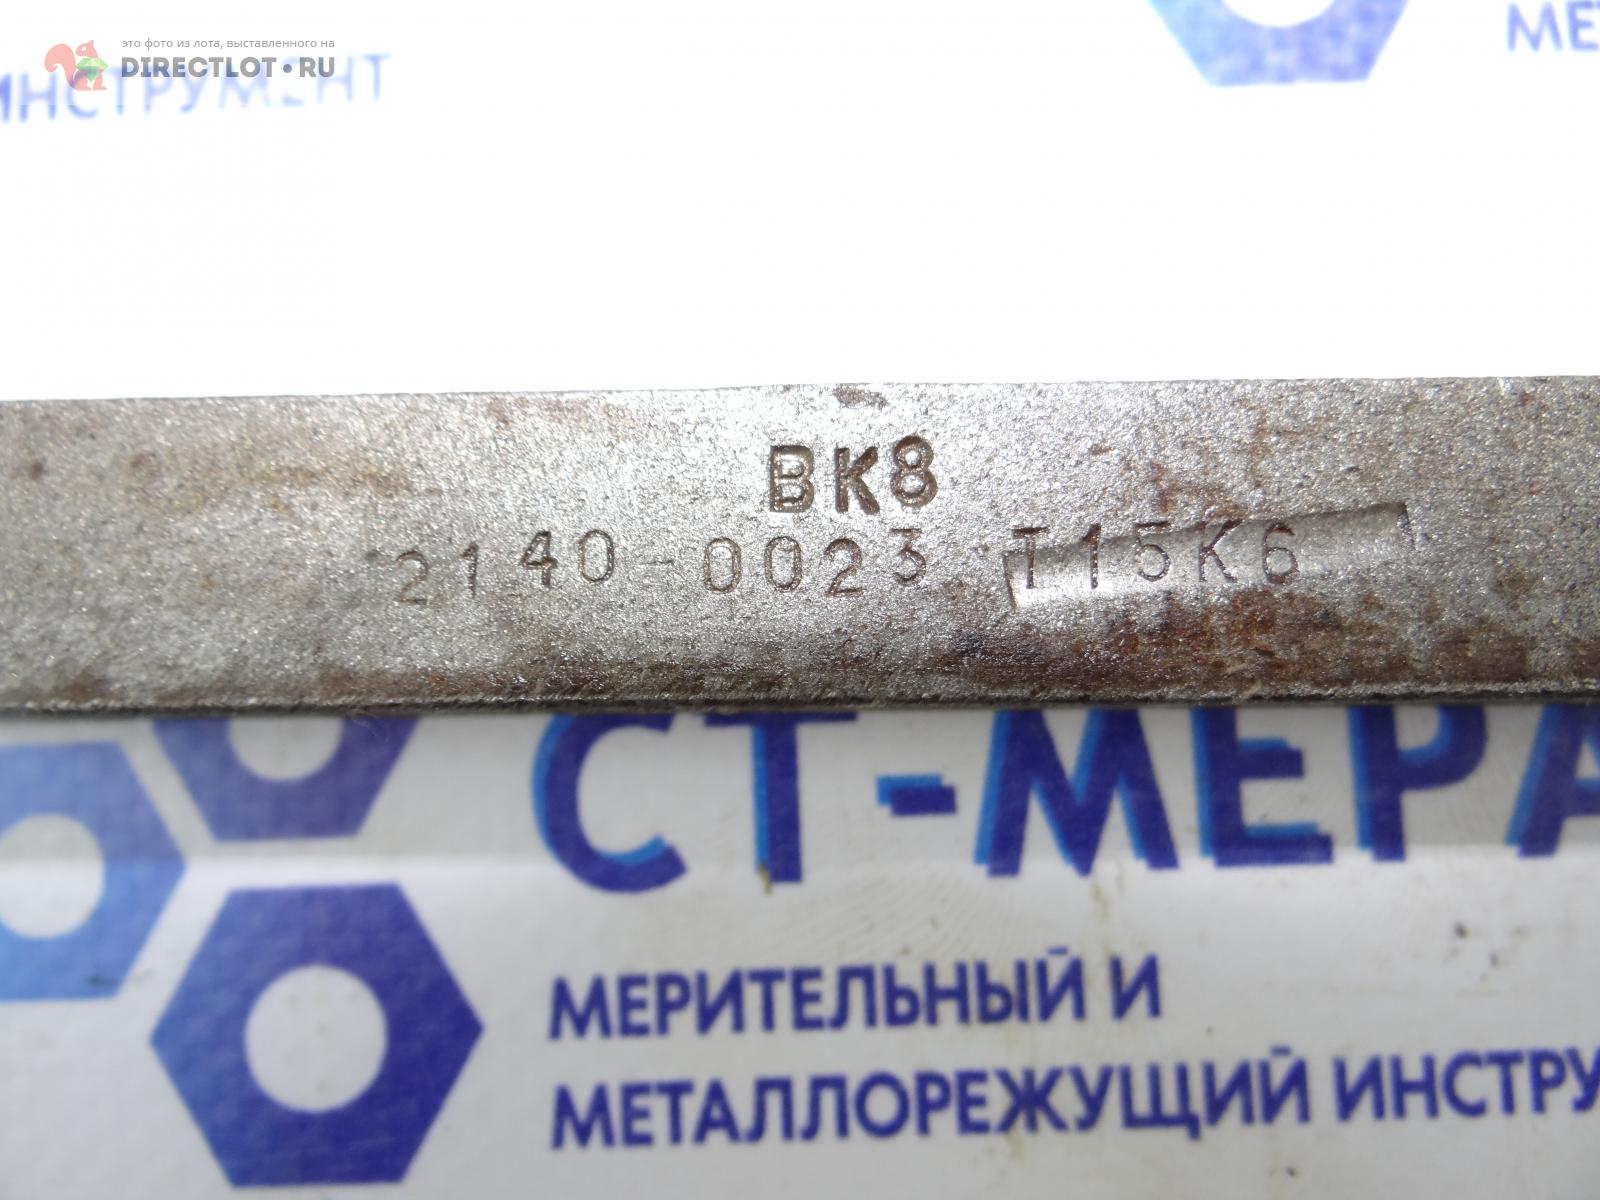 это фото из лота, выставленного на
DIRECTLOT.RU
ИНСТРУМЕНТ
МЕ
ВК8
2140-0023 Т15К6
СТ-МЕРА
МЕРИТЕЛЬНЫЙ И
МЕТАЛЛОРЕЖУЩИЙ ИНСТРУ